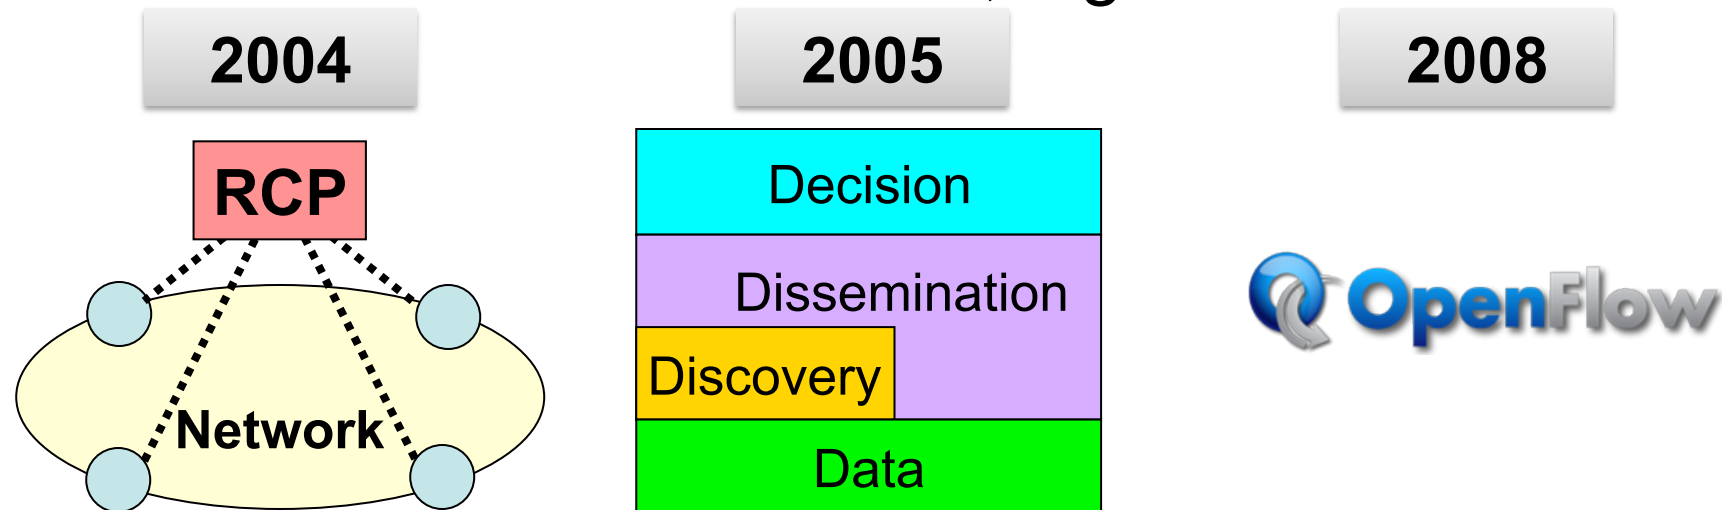 2004
2005
2008
RCP
Network
Decision
Dissemination
Discovery
Data
OpenFlow